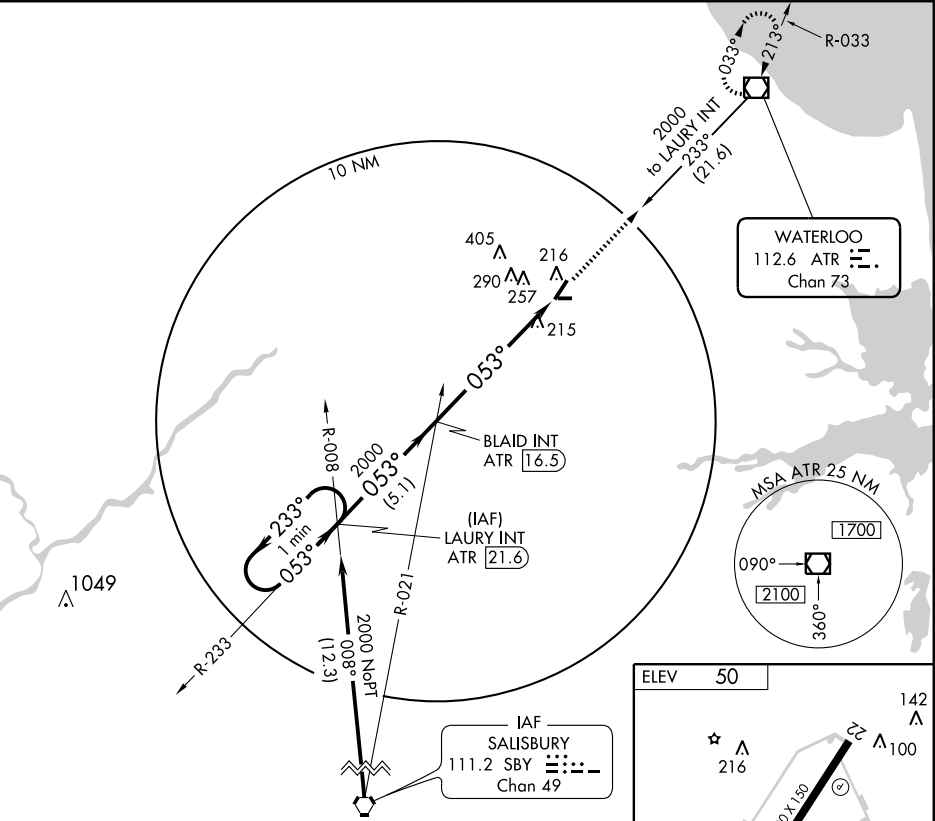 R-033
033°
213°
2000
to LAURY INT
233°
(21.6)
10 NM
WATERLOO
112.6 ATR
Chan 73
405
216
290
257
215
053°
BLAID INT
ATR 16.5
R-008
2000
053°
(5.1)
(IAF)
LAURY INT
ATR 21.6
233°
1 min
053°
MSA ATR 25 NM
1700
090°
2100
360°
1049
R-021
R-233
2000 NoPT
008°
(12.3)
IAF
SALISBURY
111.2 SBY
Chan 49
ELEV 50
142
22
100
216
0 X 150
P